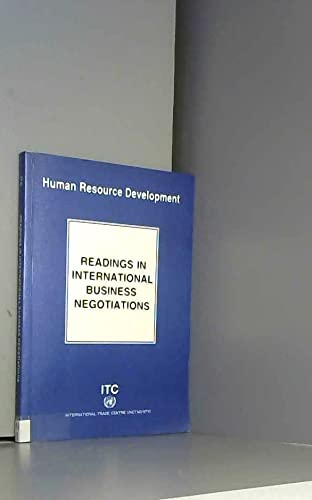 Human Resource Development
READINGS IN
INTERNATIONAL
BUSINESS
NEGOTIATIONS
ITC
INTERNATIONAL TRADE CENTRE UNCTAD/WTO